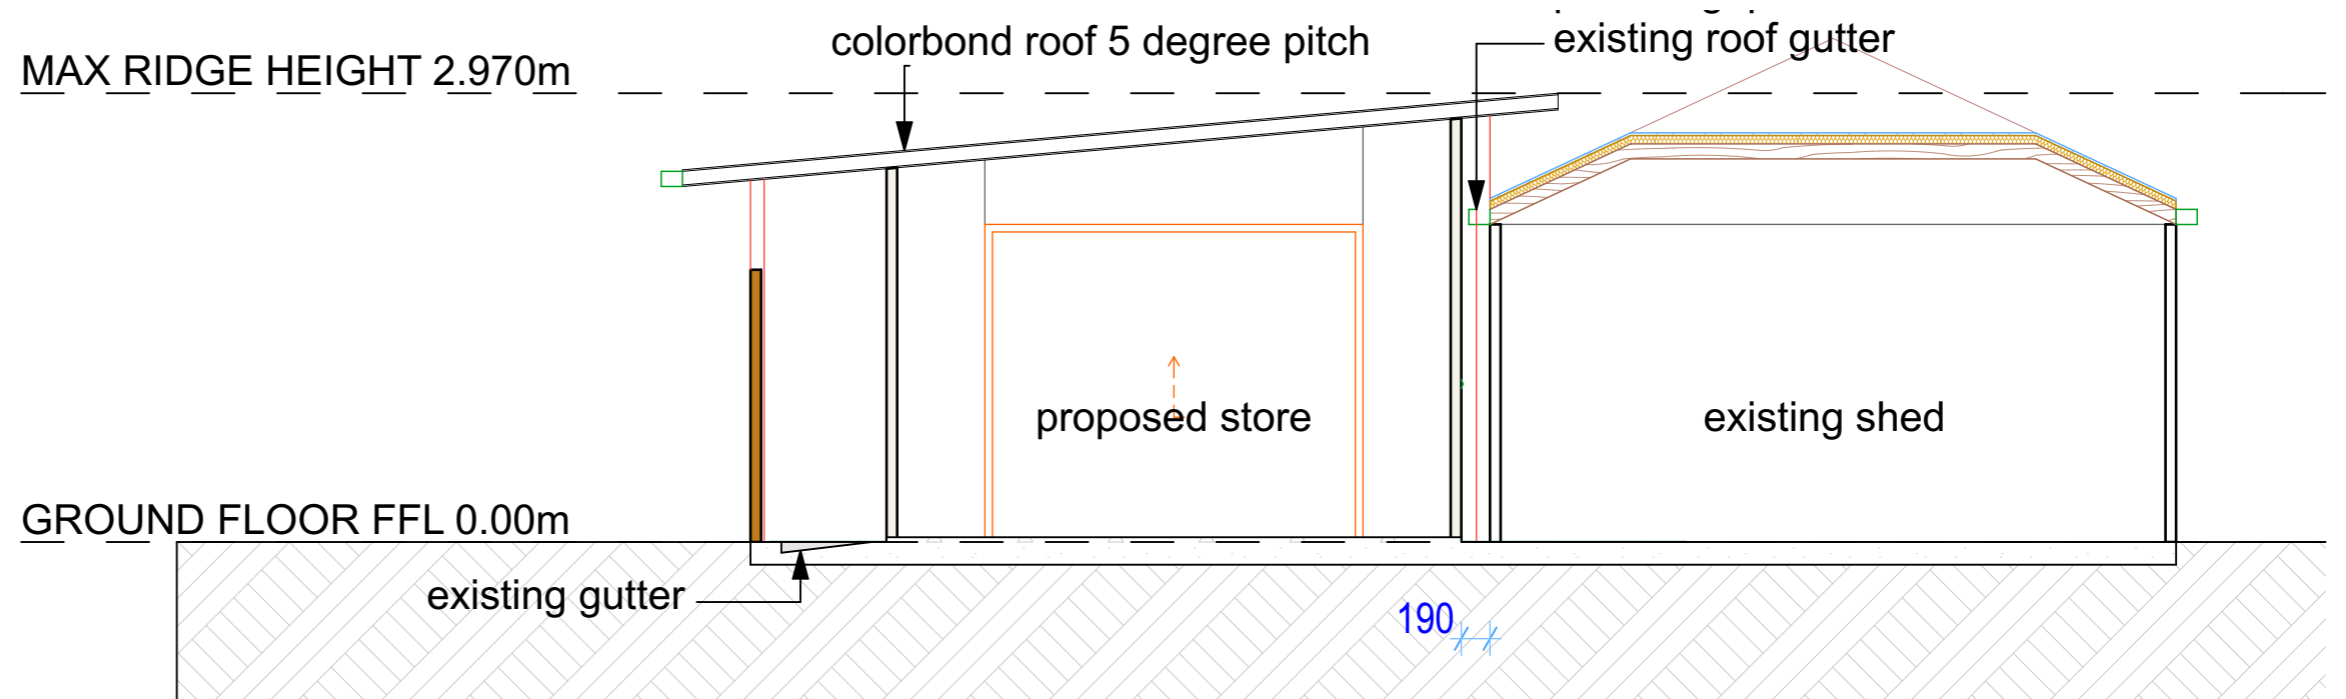 colorbond roof 5 degree pitch
existing roof gutter
MAX RIDGE HEIGHT 2.970m
proposed store
existing shed
GROUND FLOOR FFL 0.00m
existing gutter
190